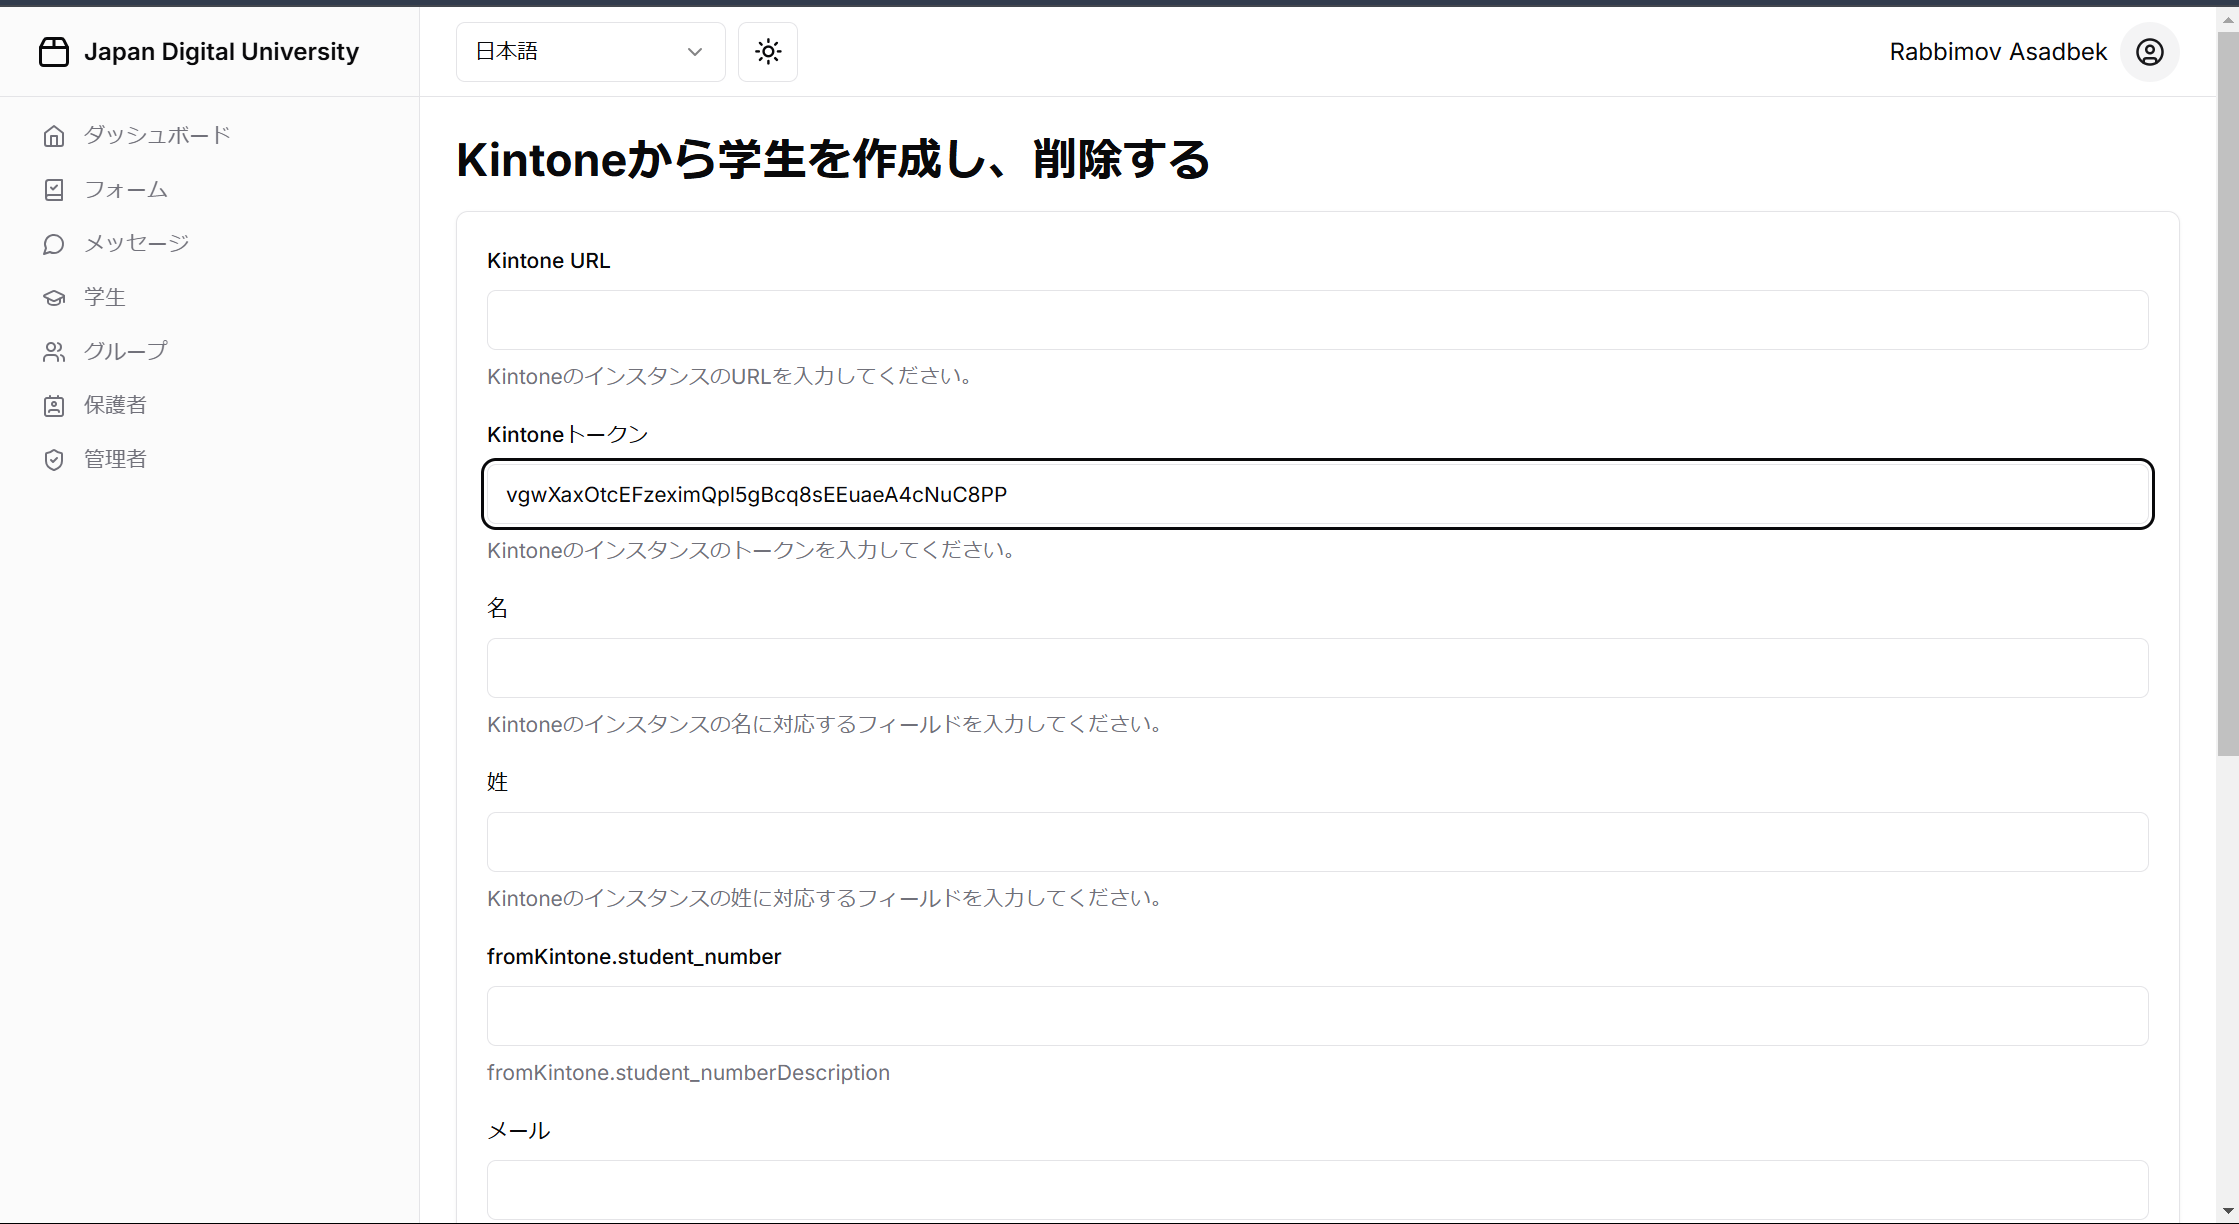 Japan Digital University
日本語
Rabbimov Asadbek
ダッシュボード
フォーム
メッセージ
学生
グループ
保護者
管理者
Kintoneから学生を作成し、削除する
Kintone URL
KintoneのインスタンスのURLを入力してください。
Kintoneトークン
vgwXaxOtcEFzeximQpl5gBcq8sEEuaeA4cNuC8PP
Kintoneのインスタンスのトークンを入力してください。
名
Kintoneのインスタンスの名に対応するフィールドを入力してください。
姓
Kintoneのインスタンスの姓に対応するフィールドを入力してください。
fromKintone.student_number
fromKintone.student_numberDescription
メール